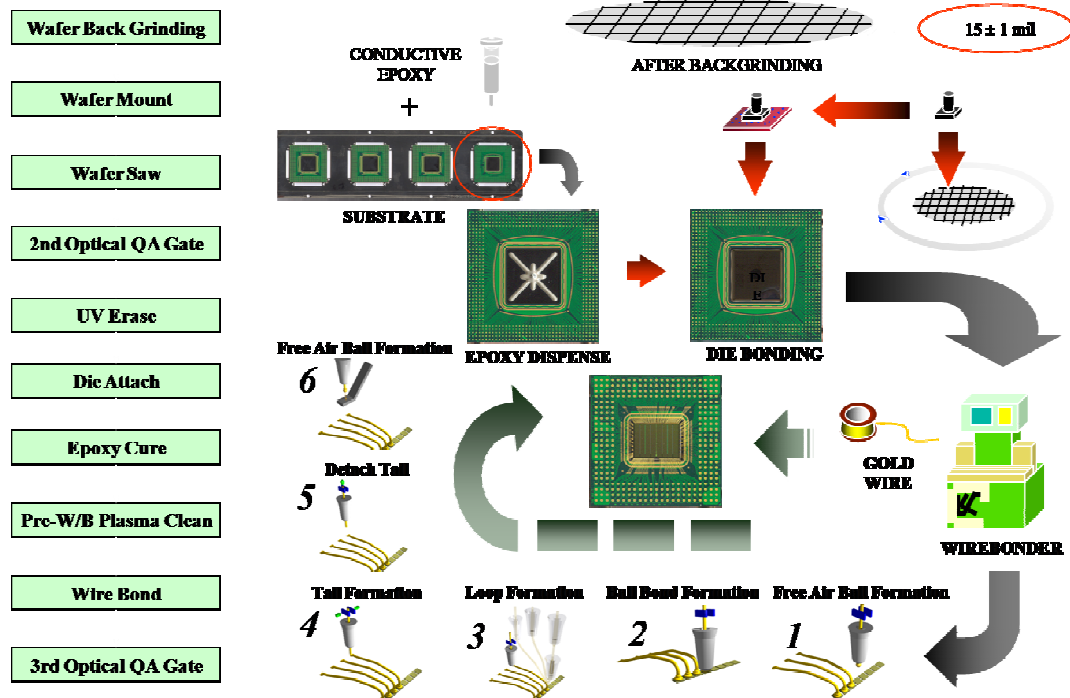 Wafer Back Grinding
Wafer Mount
Wafer Saw
2nd Optical QA Gate
UV Erase
Die Attach
Epoxy Cure
Pre-W/B Plasma Clean
Wire Bond
3rd Optical QA Gate
15 ± 1 mil
AFTER BACKGRINDING
CONDUCTIVE
EPOXY
+
SUBSTRATE
EPOXY DISPENSE
DI
E
DIE BONDING
GOLD
WIRE
WIREBONDER
Free Air Ball Formation
6
Detach Tail
5
Tail Formation
4
Loop Formation
3
Ball Bond Formation
2
Free Air Ball Formation
1